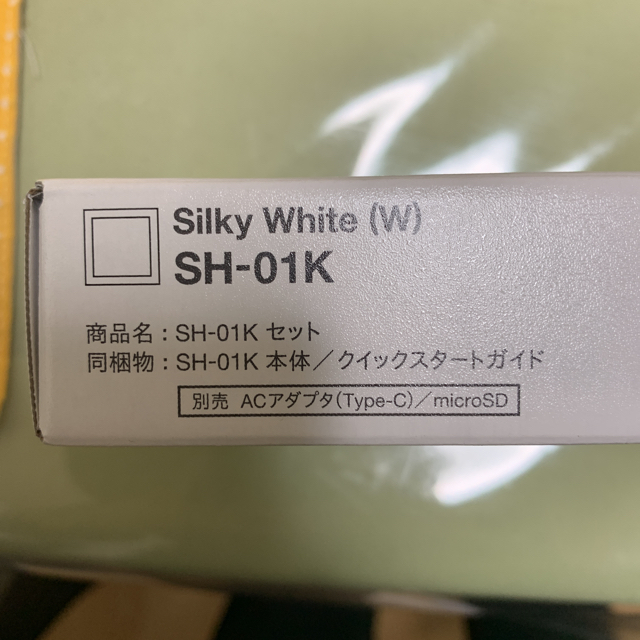 Silky White (W)
SH-01K
商品名：SH-01K セット
同梱物：SH-01K 本体／クイックスタートガイド
別売 ACアダプタ(Type-C)／microSD